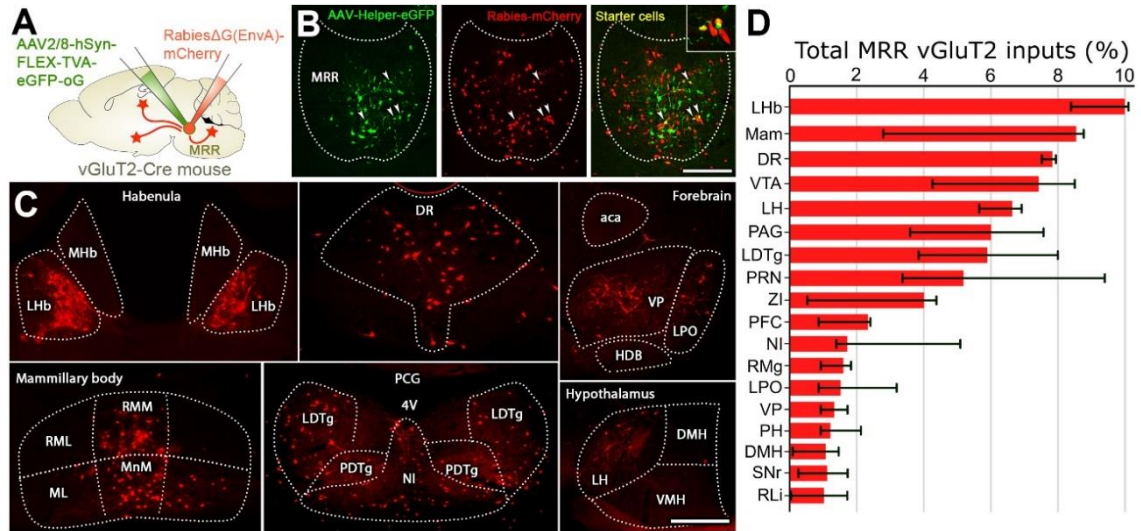 A
AAV2/8-hSyn-
FLEX-TVA-
eGFP-oG
RabiesΔG(EnvA)-
mCherry
MRR
vGluT2-Cre mouse
B
AAV-Helper-eGFP
Rabies-mCherry
Starter cells
MRR
C
Habenula
MHb
MHb
LHb
LHb
DR
Forebrain
aca
VP
LPO
HDB
Mammillary body
RMM
RML
MnM
ML
PCG
4V
LDTg
LDTg
PDTg
PDTg
NI
Hypothalamus
DMH
LH
VMH
D
Total MRR vGluT2 inputs (%)
0 2 4 6 8 10
LHb
Mam
DR
VTA
LH
PAG
LDTg
PRN
ZI
PFC
NI
RMg
LPO
VP
PH
DMH
SNr
RLi